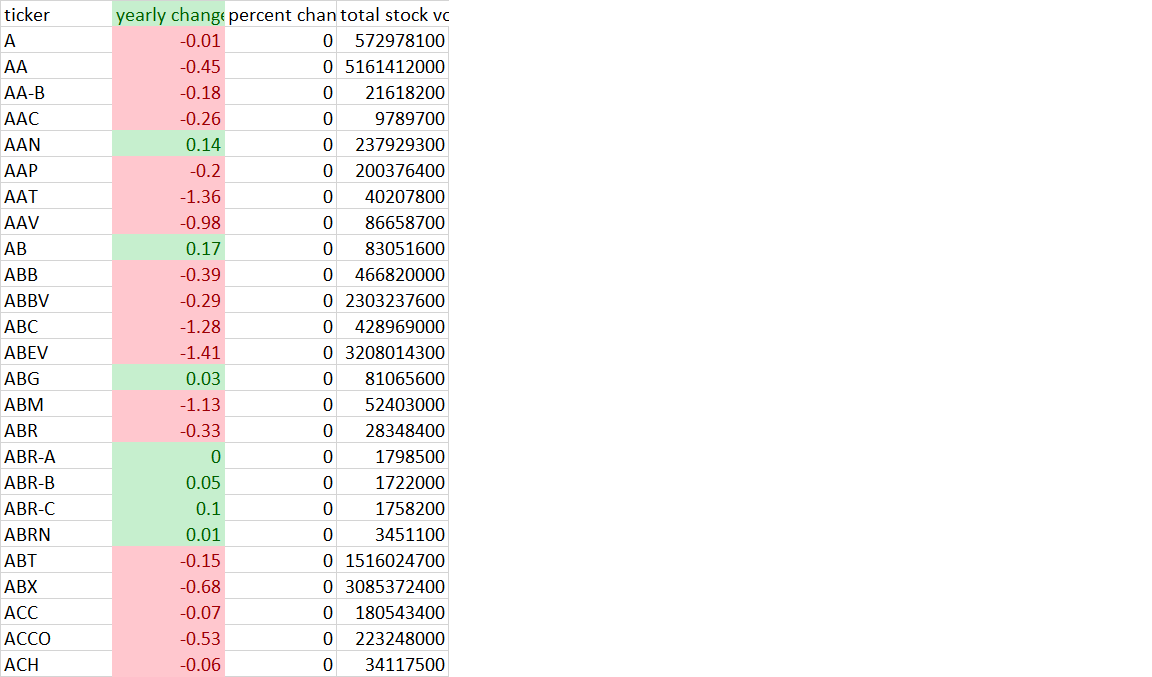 ticker yearly change percent chan total stock vo
A -0.01 0 572978100
AA -0.45 0 5161412000
AA-B -0.18 0 21618200
AAC -0.26 0 9789700
AAN 0.14 0 237929300
AAP -0.2 0 200376400
AAT -1.36 0 40207800
AAV -0.98 0 86658700
AB 0.17 0 83051600
ABB -0.39 0 466820000
ABBV -0.29 0 2303237600
ABC -1.28 0 428969000
ABEV -1.41 0 3208014300
ABG 0.03 0 81065600
ABM -1.13 0 52403000
ABR -0.33 0 28348400
ABR-A 0 0 1798500
ABR-B 0.05 0 1722000
ABR-C 0.1 0 1758200
ABRN 0.01 0 3451100
ABT -0.15 0 1516024700
ABX -0.68 0 3085372400
ACC -0.07 0 180543400
ACCO -0.53 0 223248000
ACH -0.06 0 34117500